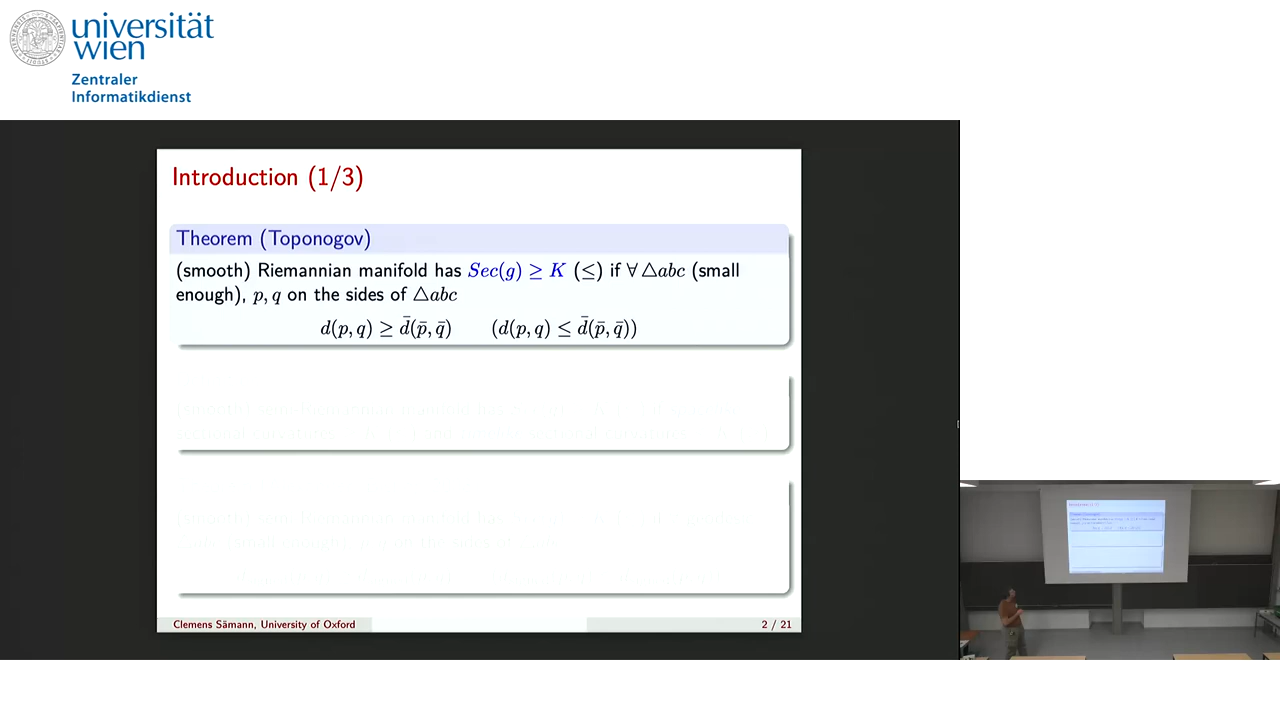 universität
wien
Zentraler
Informatikdienst
Introduction (1/3)
Theorem (Toponogov)
(smooth) Riemannian manifold has Sec(g) ≥ K (≤) if ∀ △abc (small
enough), p, q on the sides of △abc
d(p, q) ≥ d̄(p̄, q̄) (d(p, q) ≤ d̄(p̄, q̄))
Clemens Sämann, University of Oxford
2 / 21